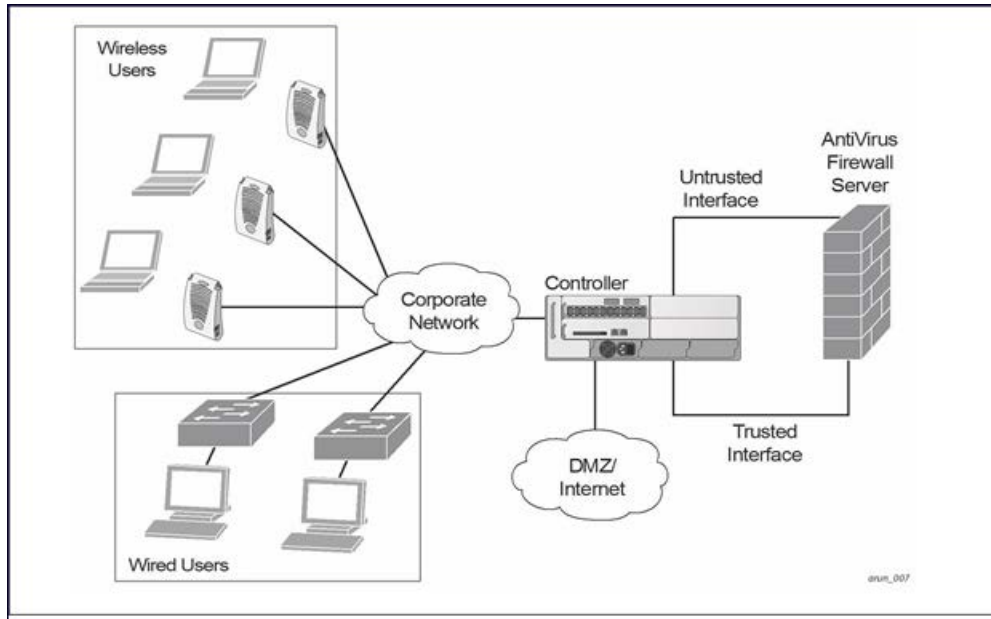 Wireless
Users
AntiVirus
Firewall
Server
Untrusted
Interface
Controller
Corporate
Network
Trusted
Interface
DMZ/
Internet
Wired Users
arun_007